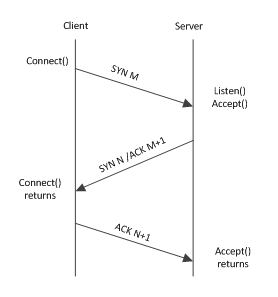 Client
Server
Connect()
SYN M
Listen()
Accept()
SYN N /ACK M+1
Connect()
returns
ACK N+1
Accept()
returns